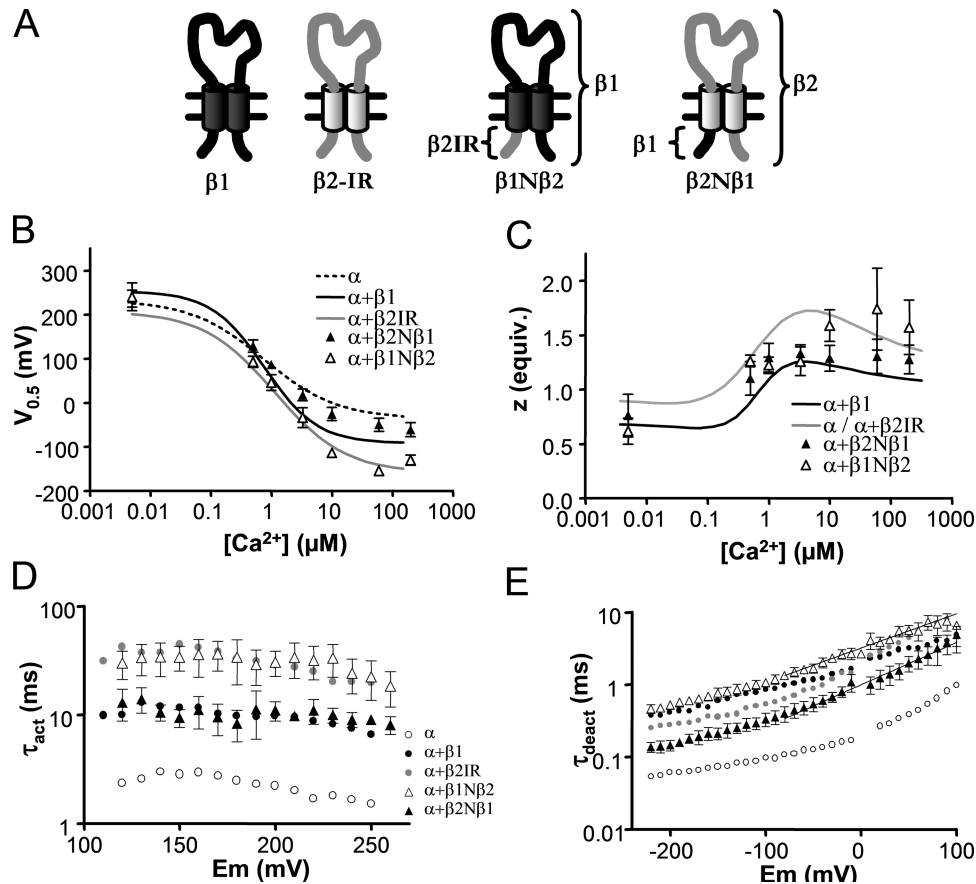 A
β1
β2-IR
β2IR
β1Nβ2
β1
β1
β2Nβ1
β2
B
V0.5 (mV)
300
200
100
0
-100
-200
0.001 0.01 0.1 1 10 100 1000
[Ca²⁺] (µM)
α
α+β1
α+β2IR
α+β2Nβ1
α+β1Nβ2
C
z (equiv.)
2.0
1.5
1.0
0.5
0.0
0.001 0.01 0.1 1 10 100 1000
[Ca²⁺] (µM)
α+β1
α / α+β2IR
α+β2Nβ1
α+β1Nβ2
D
τact (ms)
100
10
1
100 150 200 250
Em (mV)
α
α+β1
α+β2IR
α+β1Nβ2
α+β2Nβ1
E
τdeact (ms)
10
1
0.1
0.01
-200 -100 0 100
Em (mV)